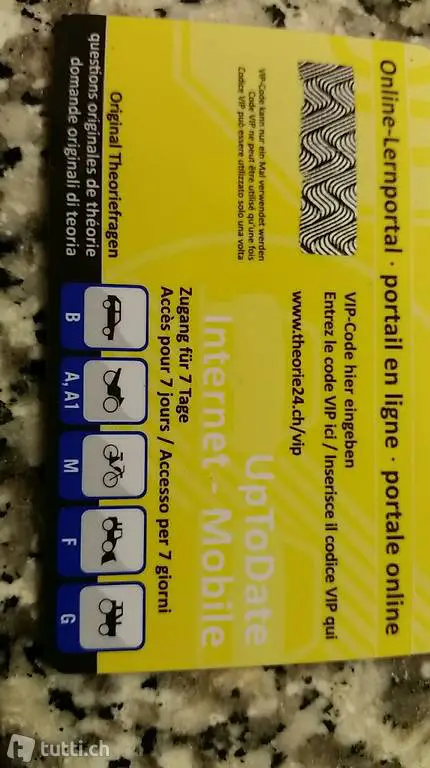 Online-Lernportal · portail en ligne · portale online
VIP-Code hier eingeben
Entrez le code VIP ici / Inserisce il codice VIP qui
www.theorie24.ch/vip
VIP-Code kann nur ein Mal verwendet werden
Code VIP ne peut être utilisé qu'une fois
Codice VIP può essere utilizzato solo una volta
UpToDate
Internet - Mobile
Zugang für 7 Tage
Accès pour 7 jours / Accesso per 7 giorni
Original Theoriefragen
questions originales de théorie
domande originali di teoria
B
A, A1
M
F
G
tutti.ch